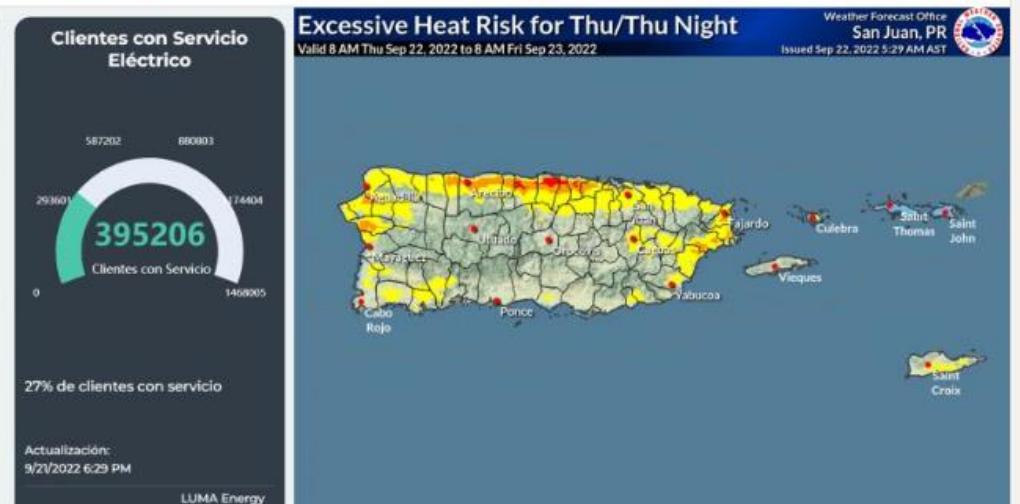 Clientes con Servicio
Eléctrico
587202
880803
293601
174404
395206
Clientes con Servicio
0
1468005
27% de clientes con servicio
Actualización:
9/21/2022 6:29 PM
LUMA Energy
Excessive Heat Risk for Thu/Thu Night
Valid 8 AM Thu Sep 22, 2022 to 8 AM Fri Sep 23, 2022
Weather Forecast Office
San Juan, PR
Issued Sep 22, 2022 5:29 AM AST
Aguadilla
Arecibo
San
Juan
Fajardo
Culebra
Saint
Thomas
Saint
John
Utuado
Orocovis
Caguas
Mayaguez
Vieques
Yabucoa
Cabo
Rojo
Ponce
Saint
Croix